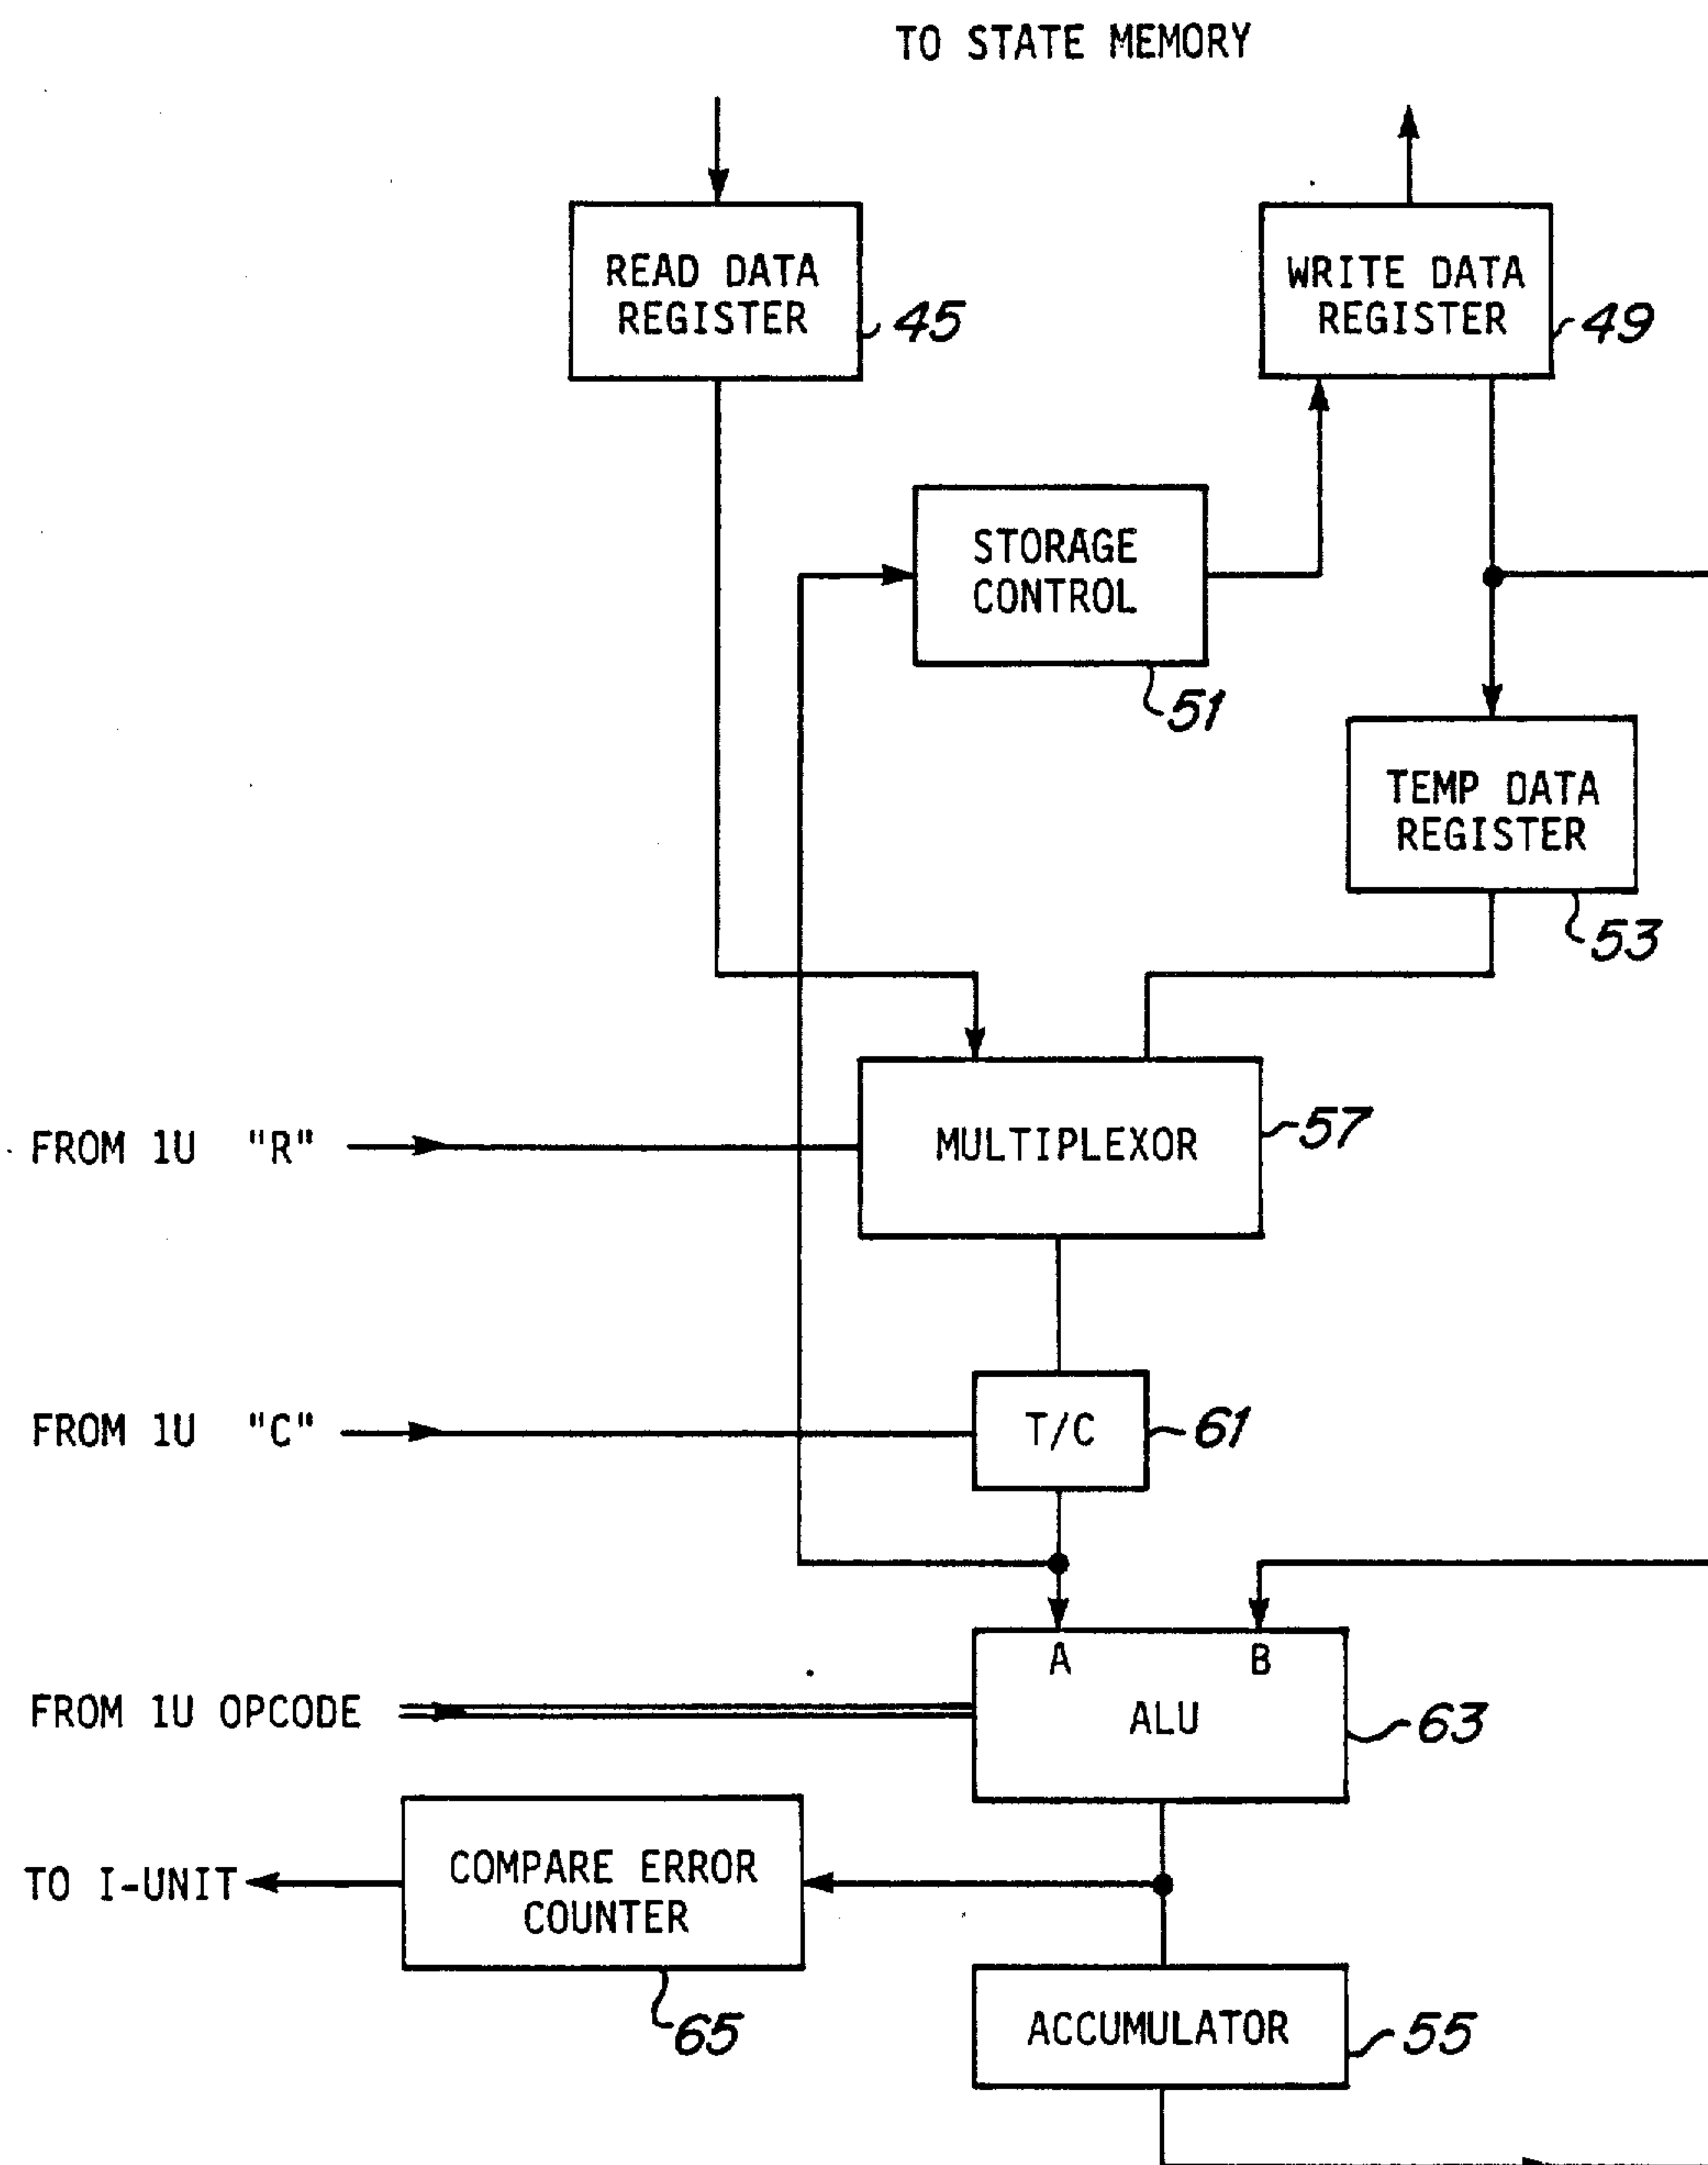 TO STATE MEMORY
READ DATA
REGISTER
45
WRITE DATA
REGISTER
49
STORAGE
CONTROL
51
TEMP DATA
REGISTER
53
FROM 1U "R"
MULTIPLEXOR
57
FROM 1U "C"
T/C
61
A B
FROM 1U OPCODE
ALU
63
TO I-UNIT
COMPARE ERROR
COUNTER
65
ACCUMULATOR
55